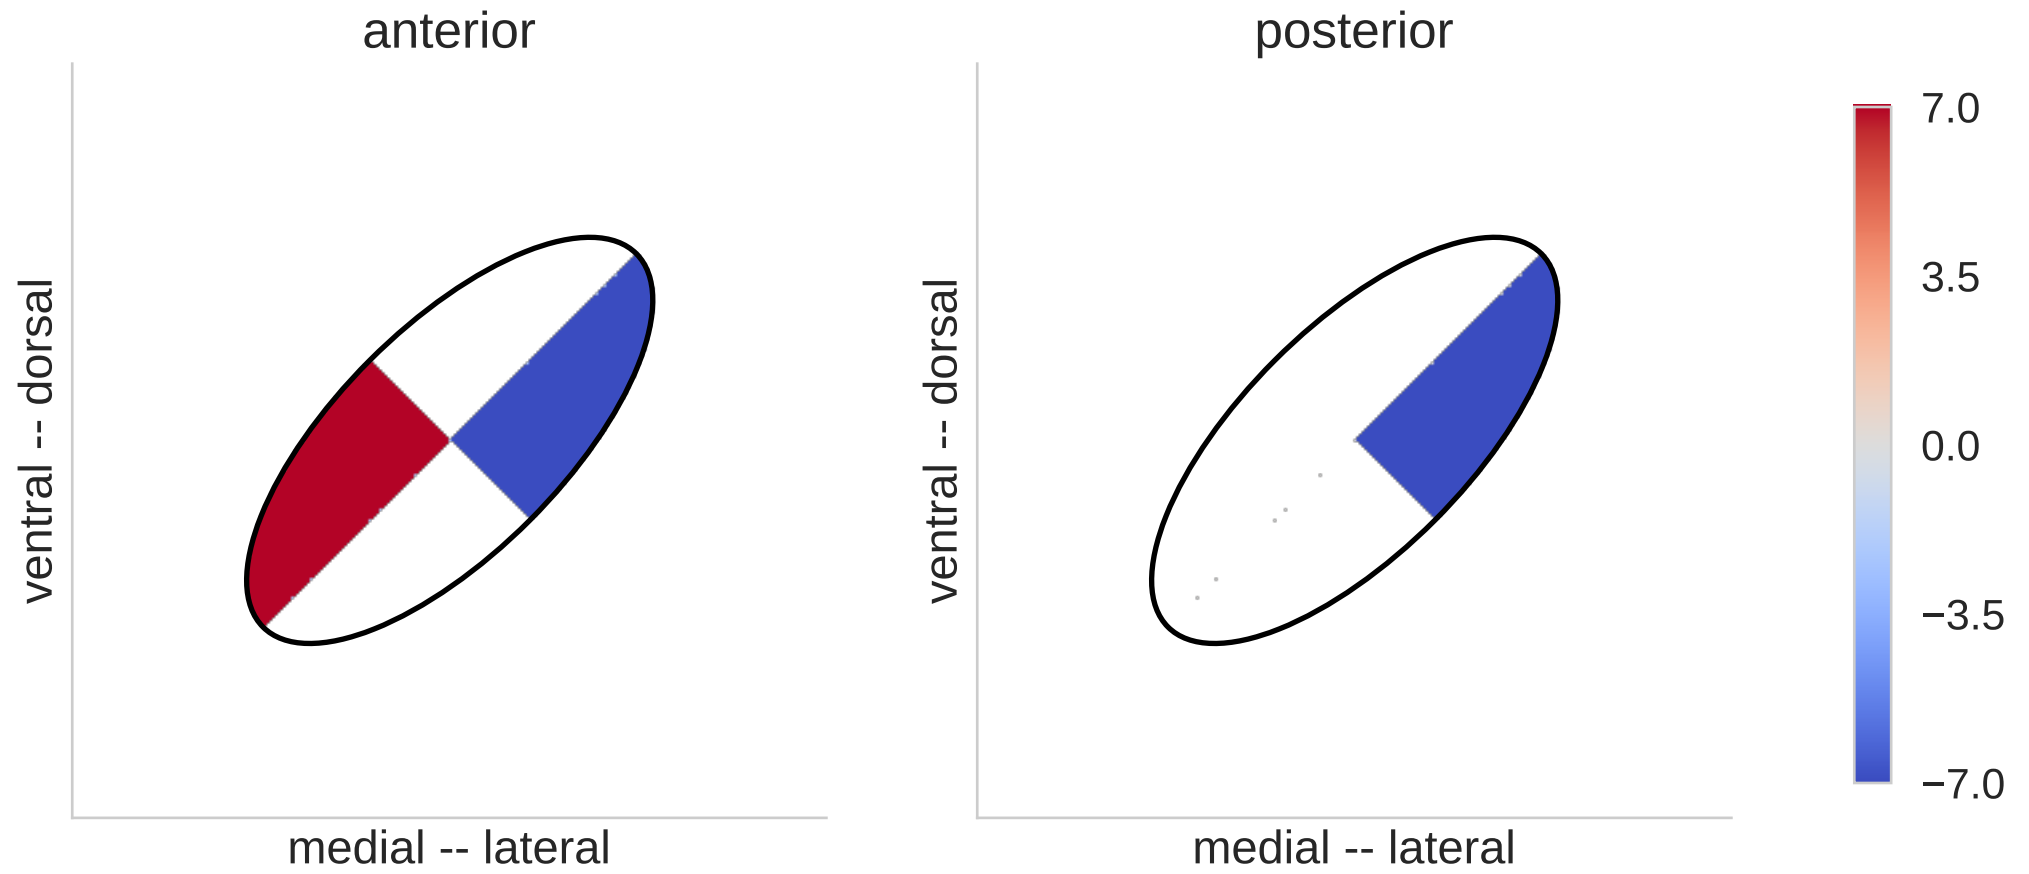 anterior
posterior
ventral -- dorsal
medial -- lateral
ventral -- dorsal
medial -- lateral
7.0
3.5
0.0
−3.5
−7.0